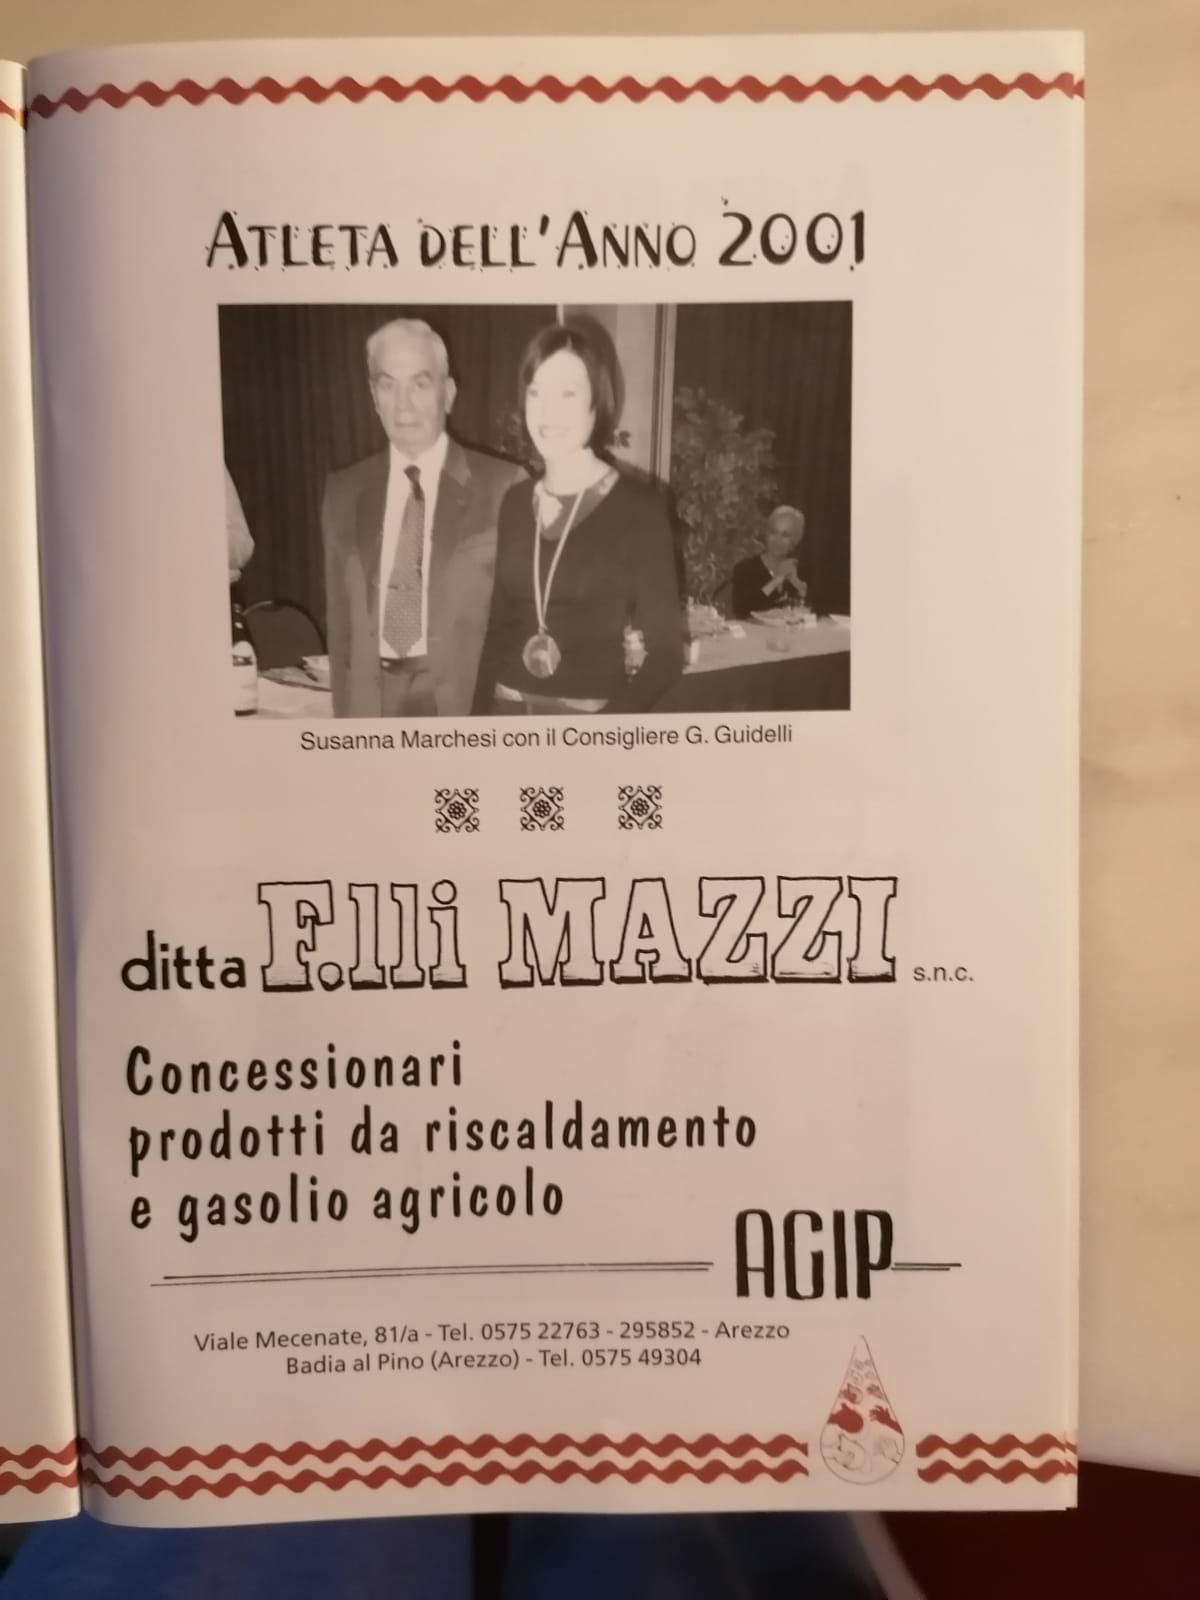 ATLETA DELL'ANNO 2001
Susanna Marchesi con il Consigliere G. Guidelli
ditta F.lli MAZZI s.n.c.
Concessionari
prodotti da riscaldamento
e gasolio agricolo
AGIP
Viale Mecenate, 81/a - Tel. 0575 22763 - 295852 - Arezzo
Badia al Pino (Arezzo) - Tel. 0575 49304